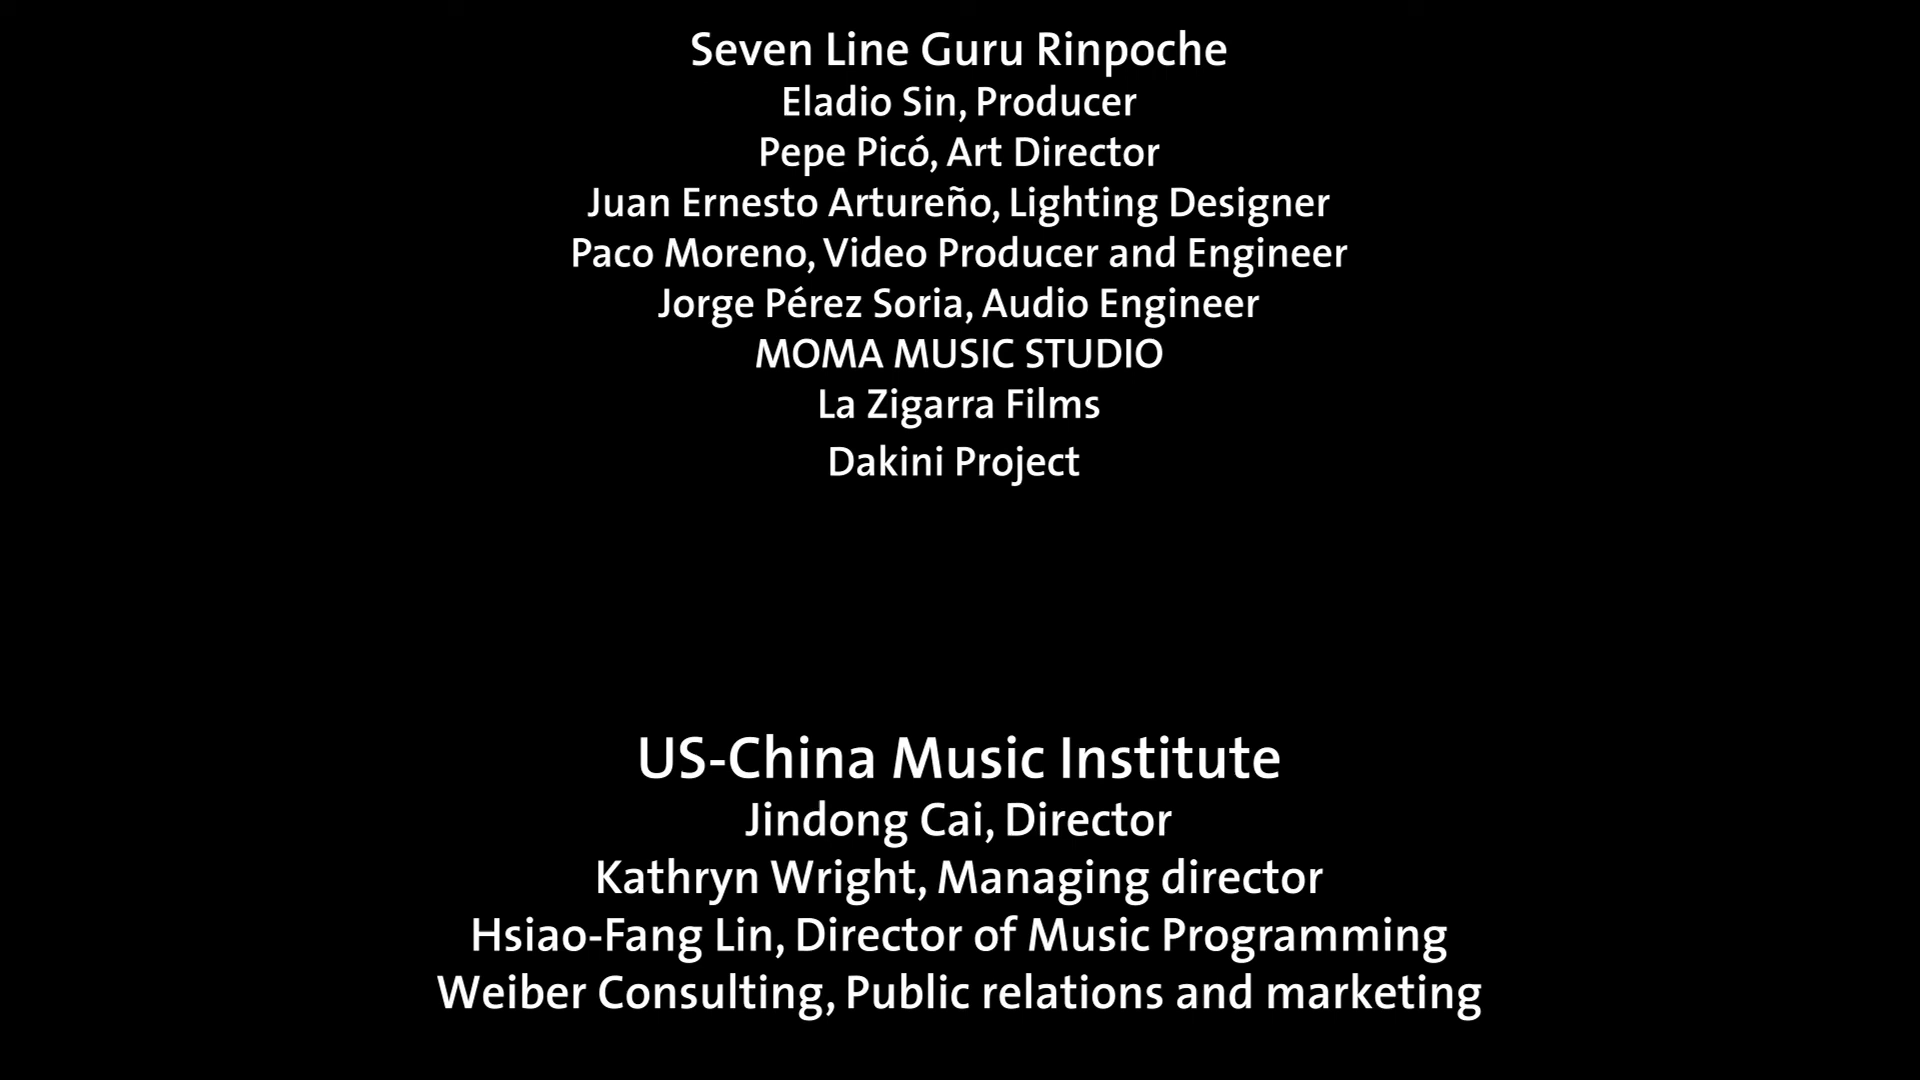 Seven Line Guru Rinpoche
Eladio Sin, Producer
Pepe Picó, Art Director
Juan Ernesto Artureño, Lighting Designer
Paco Moreno, Video Producer and Engineer
Jorge Pérez Soria, Audio Engineer
MOMA MUSIC STUDIO
La Zigarra Films
Dakini Project
US-China Music Institute
Jindong Cai, Director
Kathryn Wright, Managing director
Hsiao-Fang Lin, Director of Music Programming
Weiber Consulting, Public relations and marketing